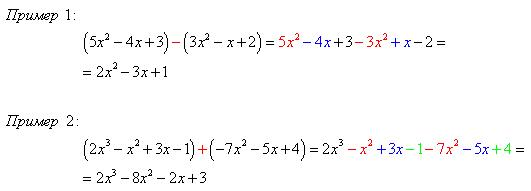 Пример 1:
(5x² − 4x + 3) − (3x² − x + 2) = 5x² − 4x + 3 − 3x² + x − 2 =
= 2x² − 3x + 1
Пример 2:
(2x³ − x² + 3x − 1) + (−7x² − 5x + 4) = 2x³ − x² + 3x − 1 − 7x² − 5x + 4 =
= 2x³ − 8x² − 2x + 3